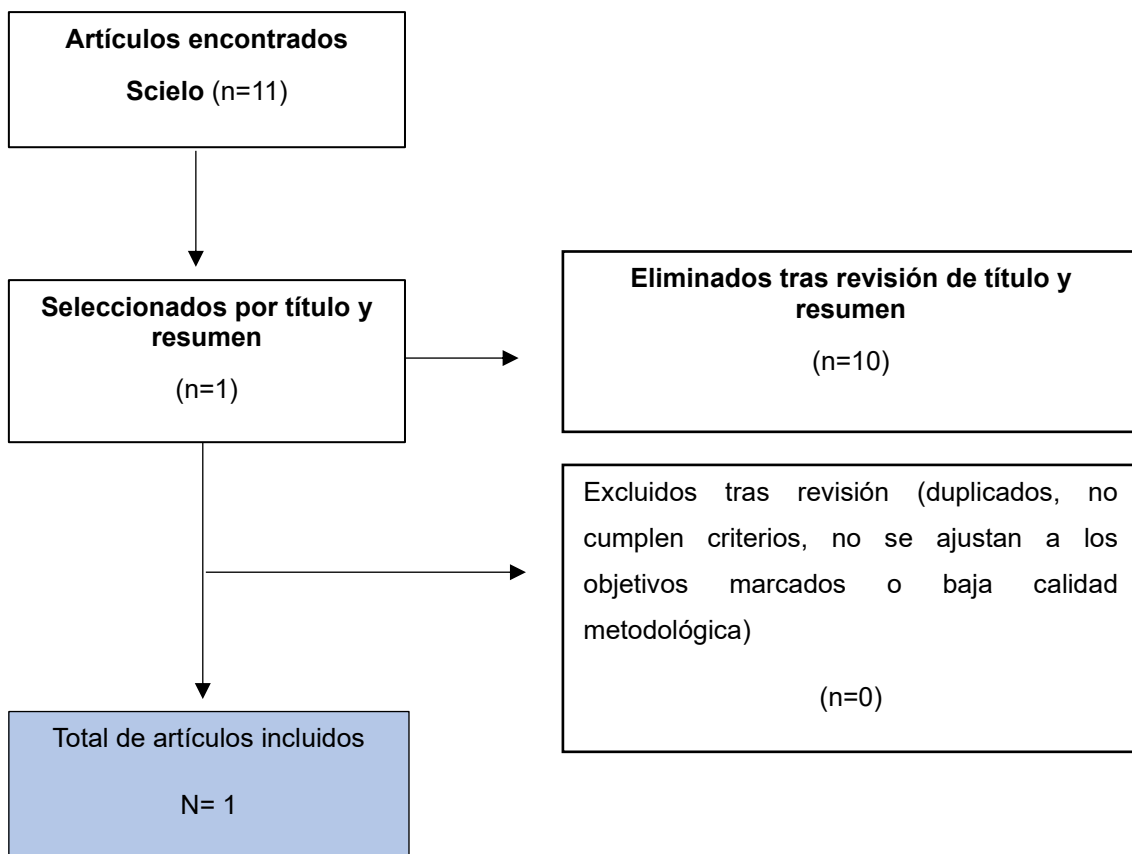 Artículos encontrados
Scielo (n=11)
Seleccionados por título y
resumen
(n=1)
Eliminados tras revisión de título y
resumen
(n=10)
Excluidos tras revisión (duplicados, no
cumplen criterios, no se ajustan a los
objetivos marcados o baja calidad
metodológica)
(n=0)
Total de artículos incluidos
N= 1